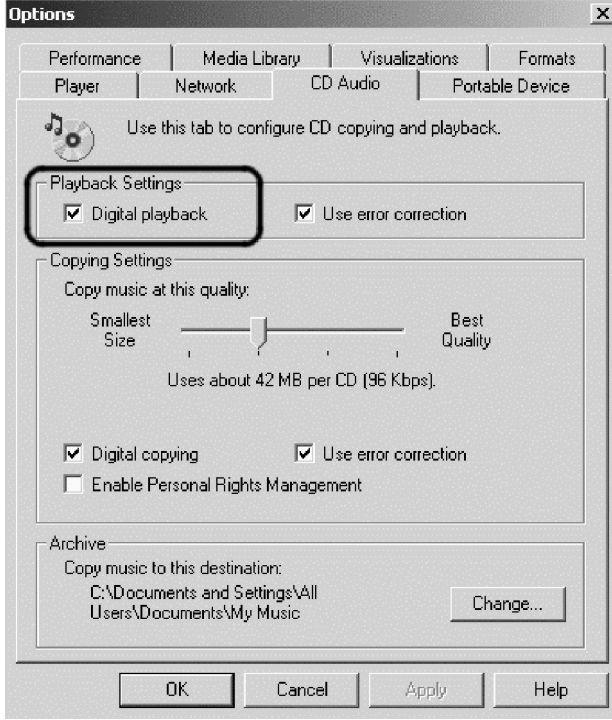 Options
Performance Media Library Visualizations Formats
Player Network CD Audio Portable Device
Use this tab to configure CD copying and playback.
Playback Settings
Digital playback Use error correction
Copying Settings
Copy music at this quality:
Smallest Size
Best Quality
Uses about 42 MB per CD (96 Kbps).
Digital copying Use error correction
Enable Personal Rights Management
Archive
Copy music to this destination:
C:\Documents and Settings\All
Users\Documents\My Music
Change...
OK Cancel Apply Help